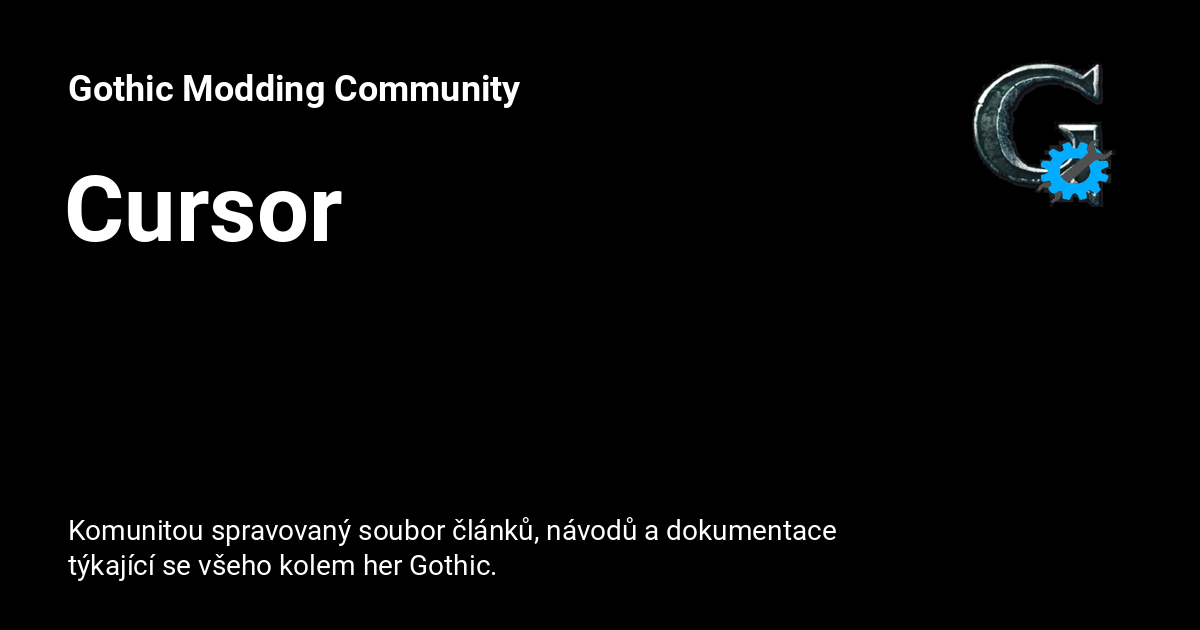 Gothic Modding Community
Cursor
Komunitou spravovaný soubor článků, návodů a dokumentace
týkající se všeho kolem her Gothic.